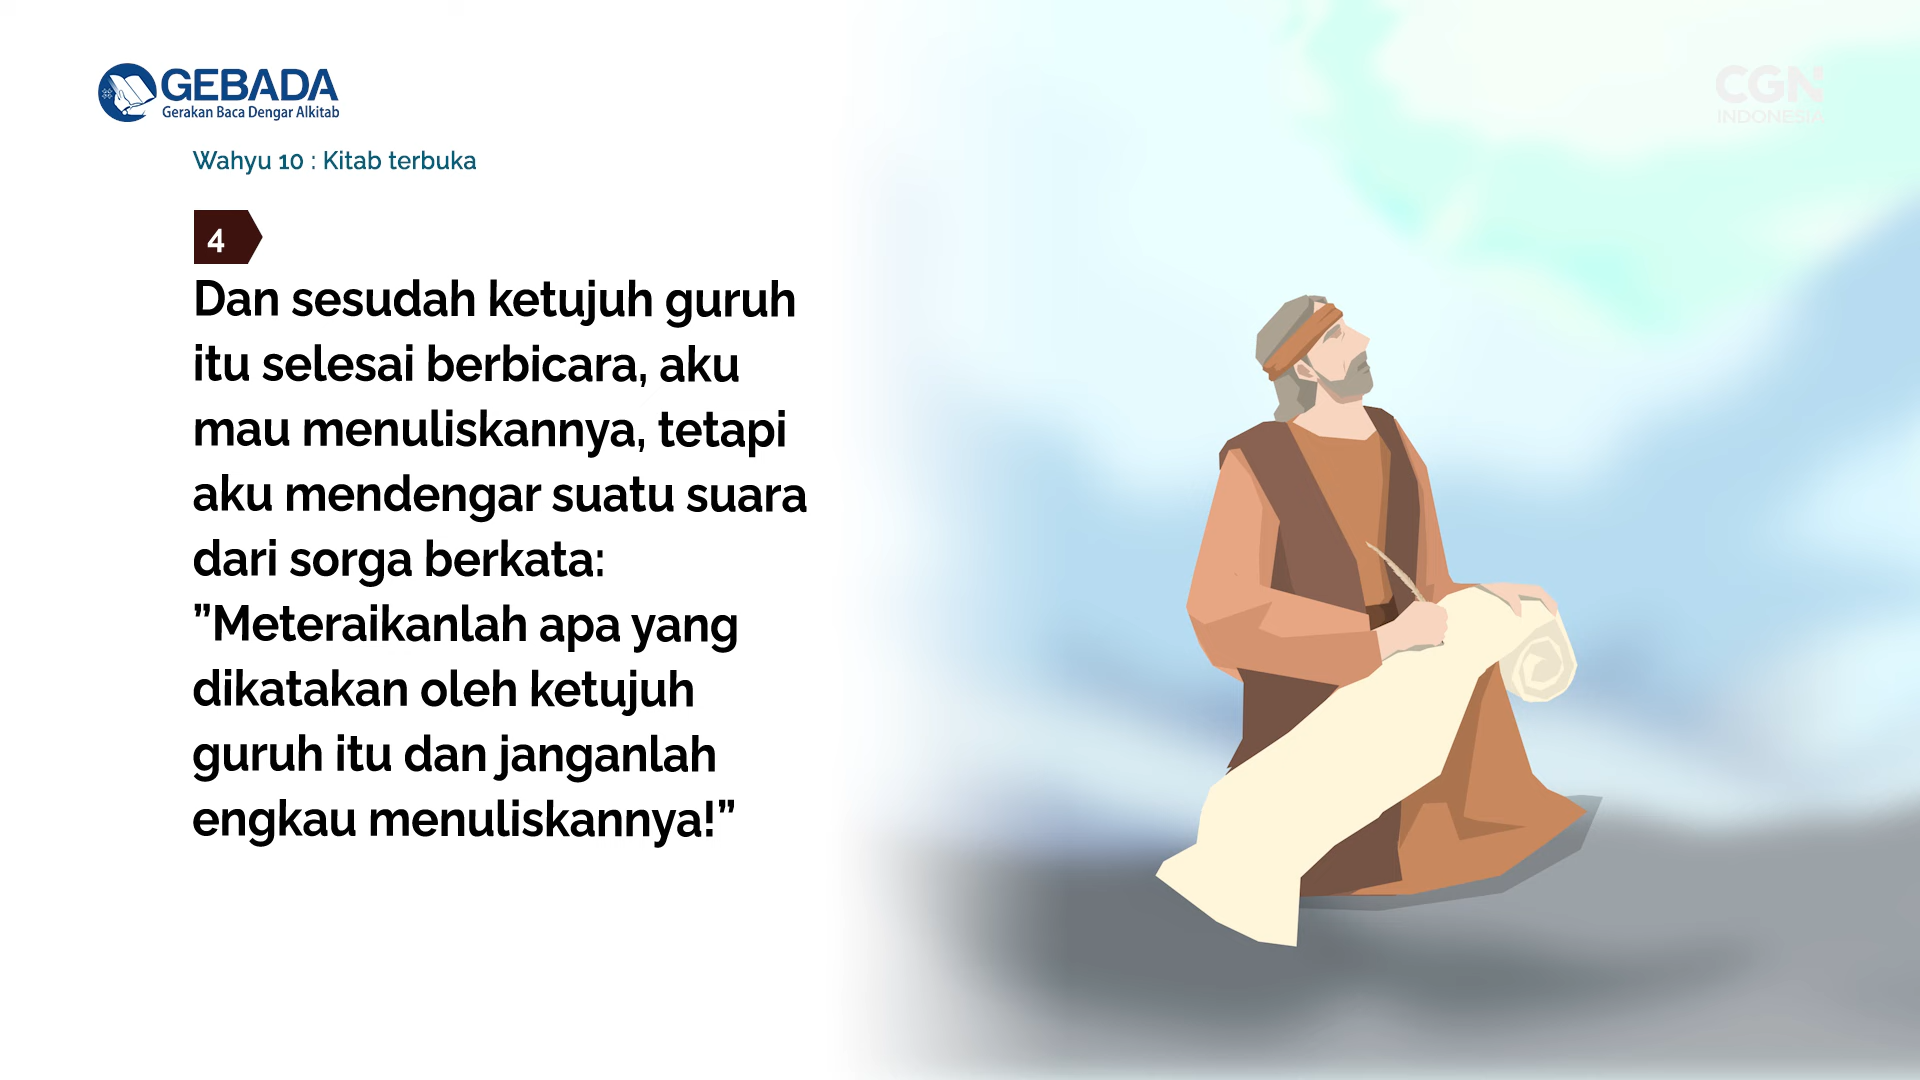 GEBADA
Gerakan Baca Dengar Alkitab
CGN
INDONESIA
Wahyu 10 : Kitab terbuka
4
Dan sesudah ketujuh guruh
itu selesai berbicara, aku
mau menuliskannya, tetapi
aku mendengar suatu suara
dari sorga berkata:
”Meteraikanlah apa yang
dikatakan oleh ketujuh
guruh itu dan janganlah
engkau menuliskannya!”